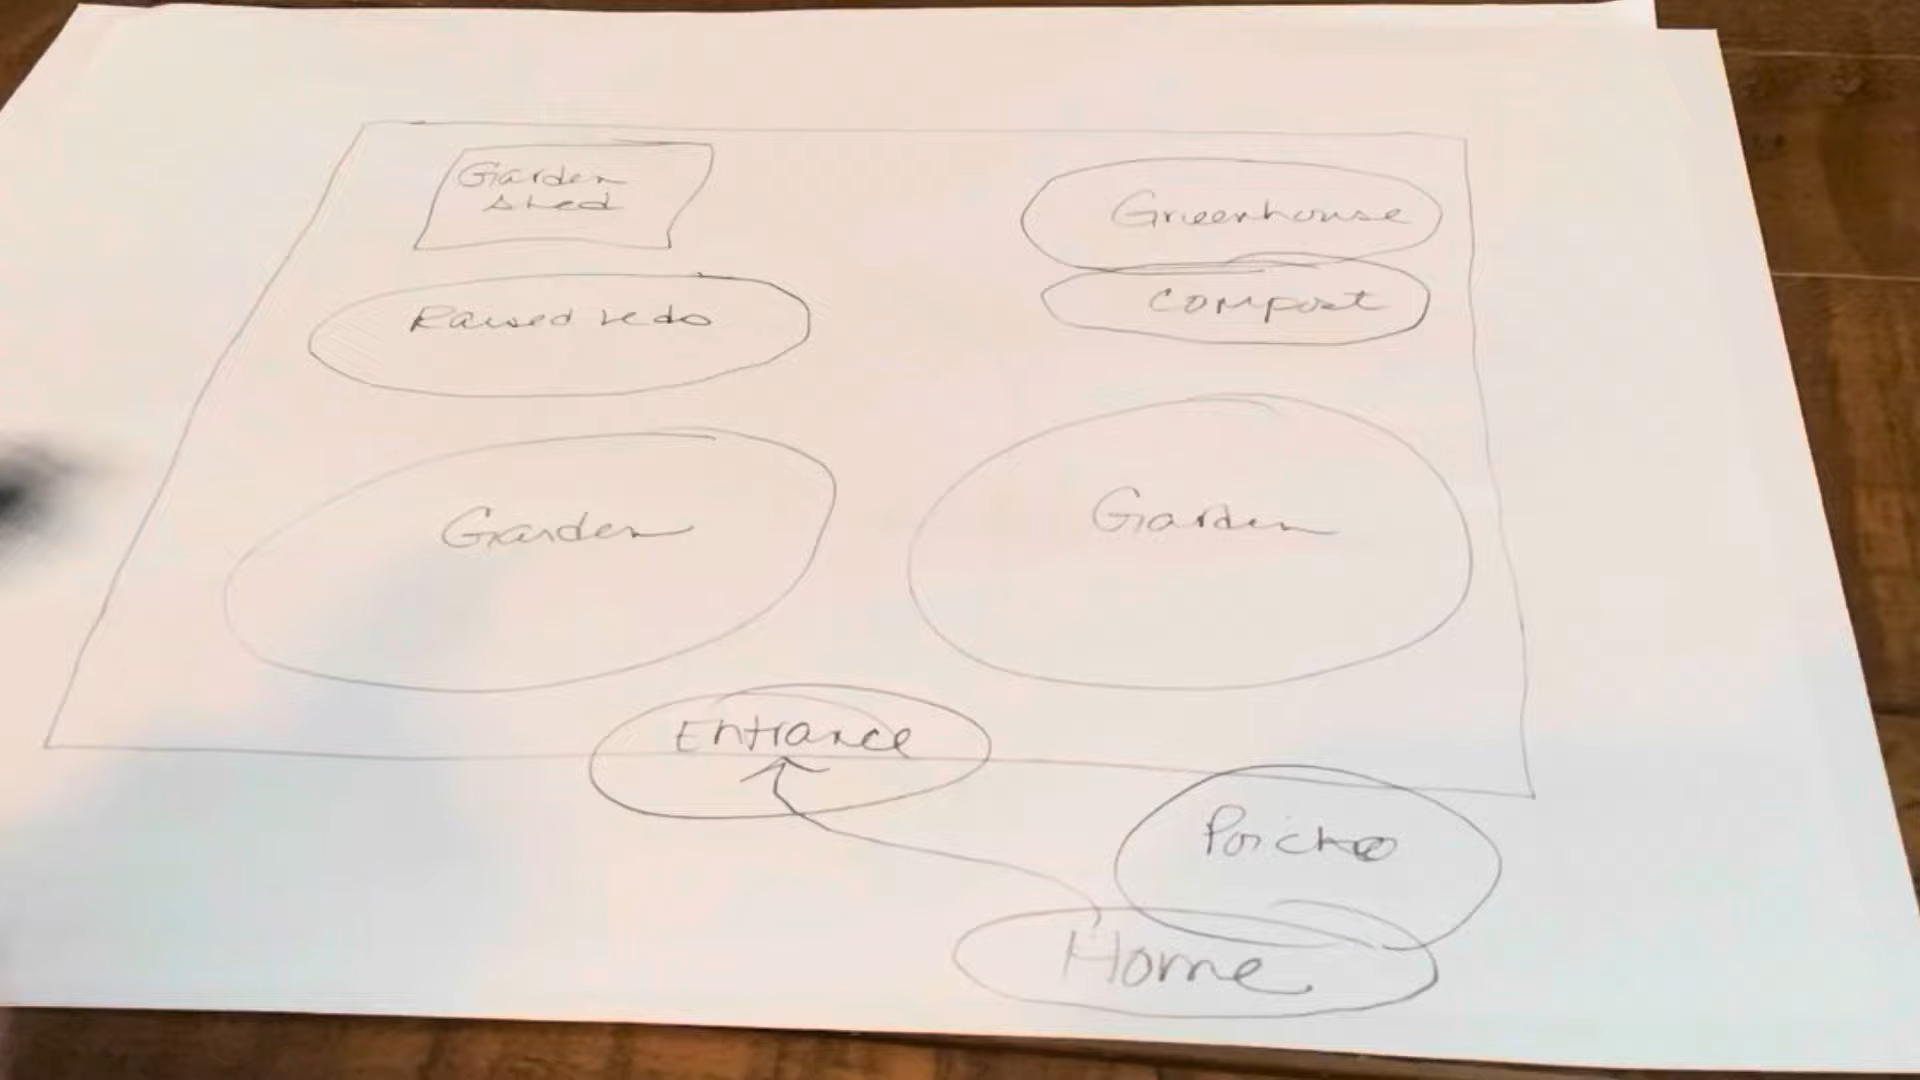 Garden
shed
Greenhouse
Raised beds
Compost
Garden
Garden
Entrance
Porch
Home